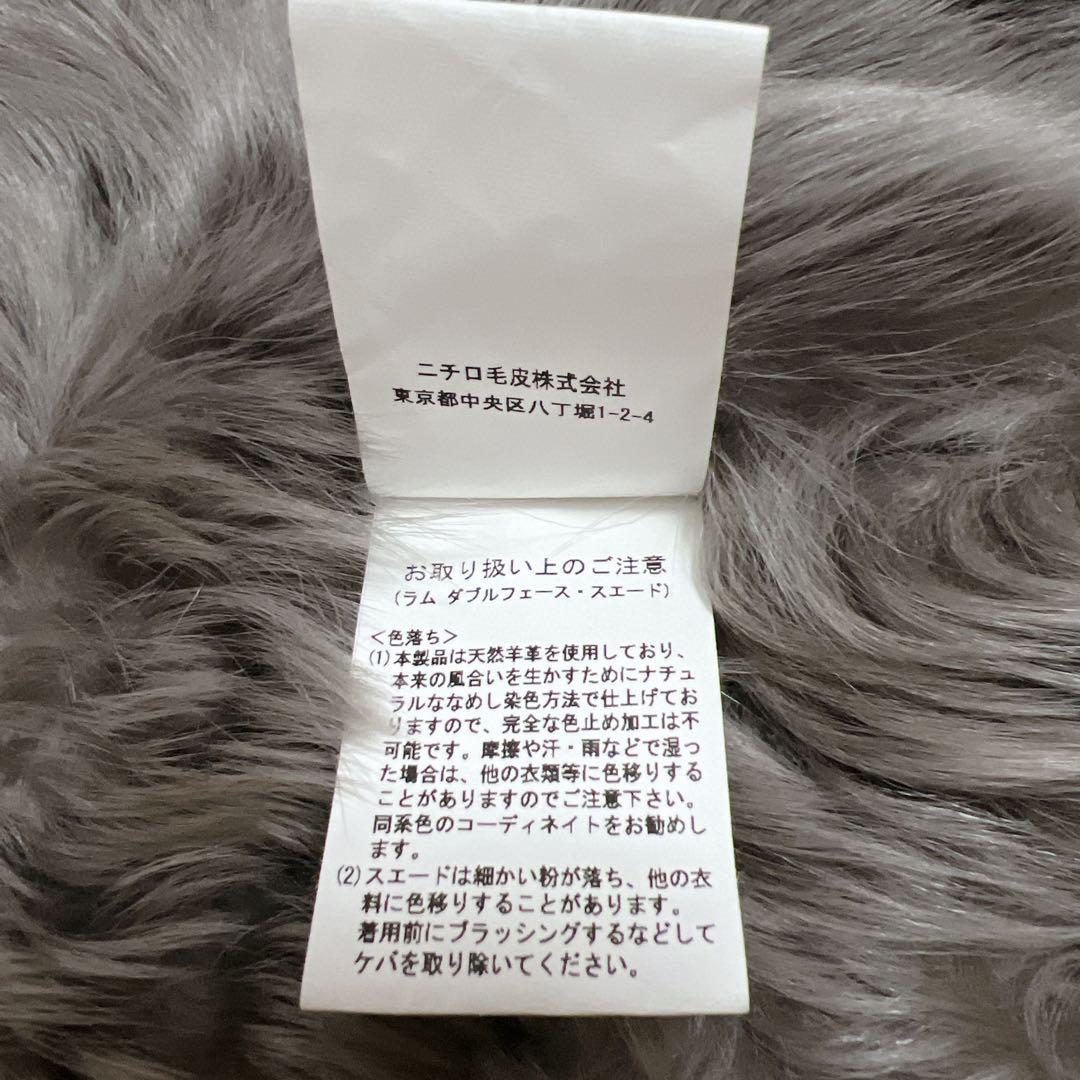 ニチロ毛皮株式会社
東京都中央区八丁堀1-2-4
お取り扱い上のご注意
(ラム ダブルフェース・スエード)
<色落ち>
(1)本製品は天然羊革を使用しており、
本来の風合いを生かすためにナチュ
ラルななめし染色方法で仕上げてお
りますので、完全な色止め加工は不
可能です。摩擦や汗・雨などで湿っ
た場合は、他の衣類等に色移りする
ことがありますのでご注意下さい。
同系色のコーディネイトをお勧めし
ます。
(2)スエードは細かい粉が落ち、他の衣
料に色移りすることがあります。
着用前にブラッシングするなどして
ケバを取り除いてください。